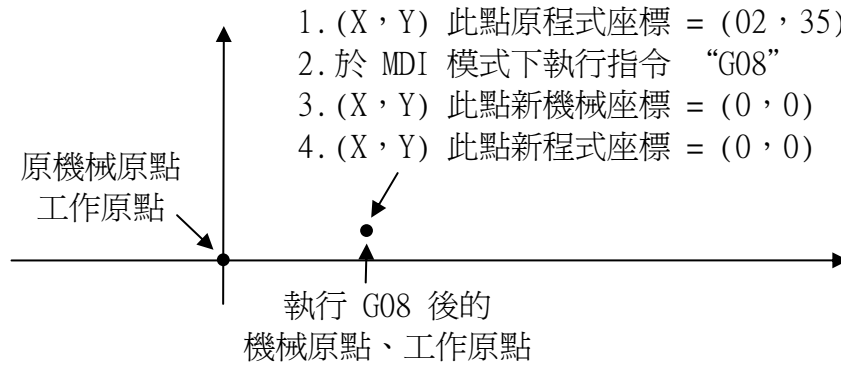 1.(X，Y) 此點原程式座標 = (02，35)
2.於 MDI 模式下執行指令 “G08”
3.(X，Y) 此點新機械座標 = (0，0)
4.(X，Y) 此點新程式座標 = (0，0)
原機械原點
工作原點
執行 G08 後的
機械原點、工作原點